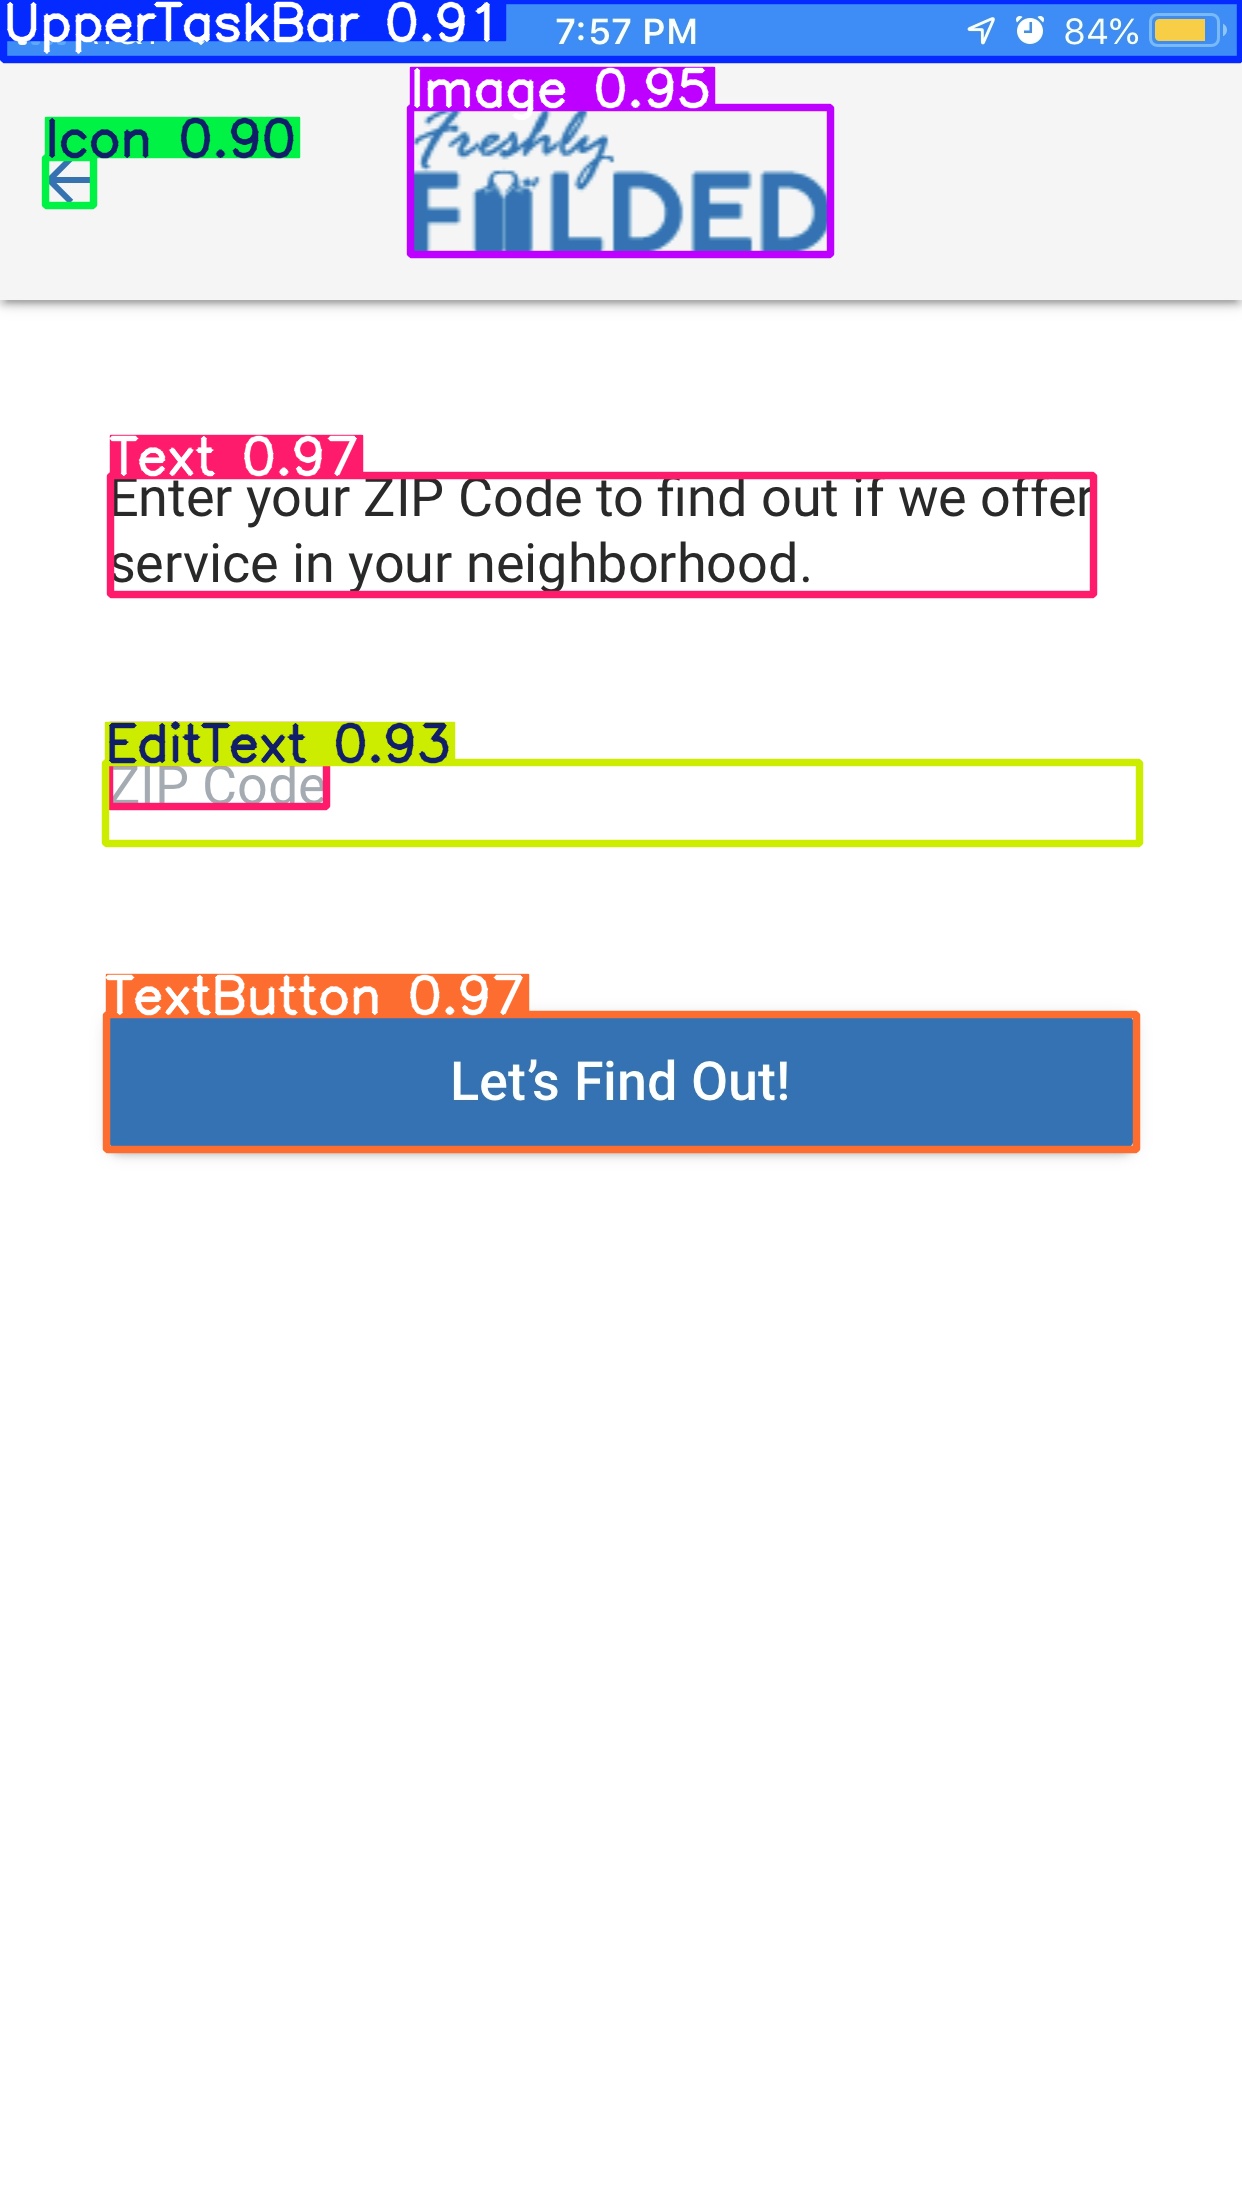 UpperTaskBar 0.91
7:57 PM
84%
Image 0.95
Icon 0.90
Freshly
FOLDED
Text 0.97
Enter your ZIP Code to find out if we offer
service in your neighborhood.
EditText 0.93
ZIP Code
TextButton 0.97
Let's Find Out!